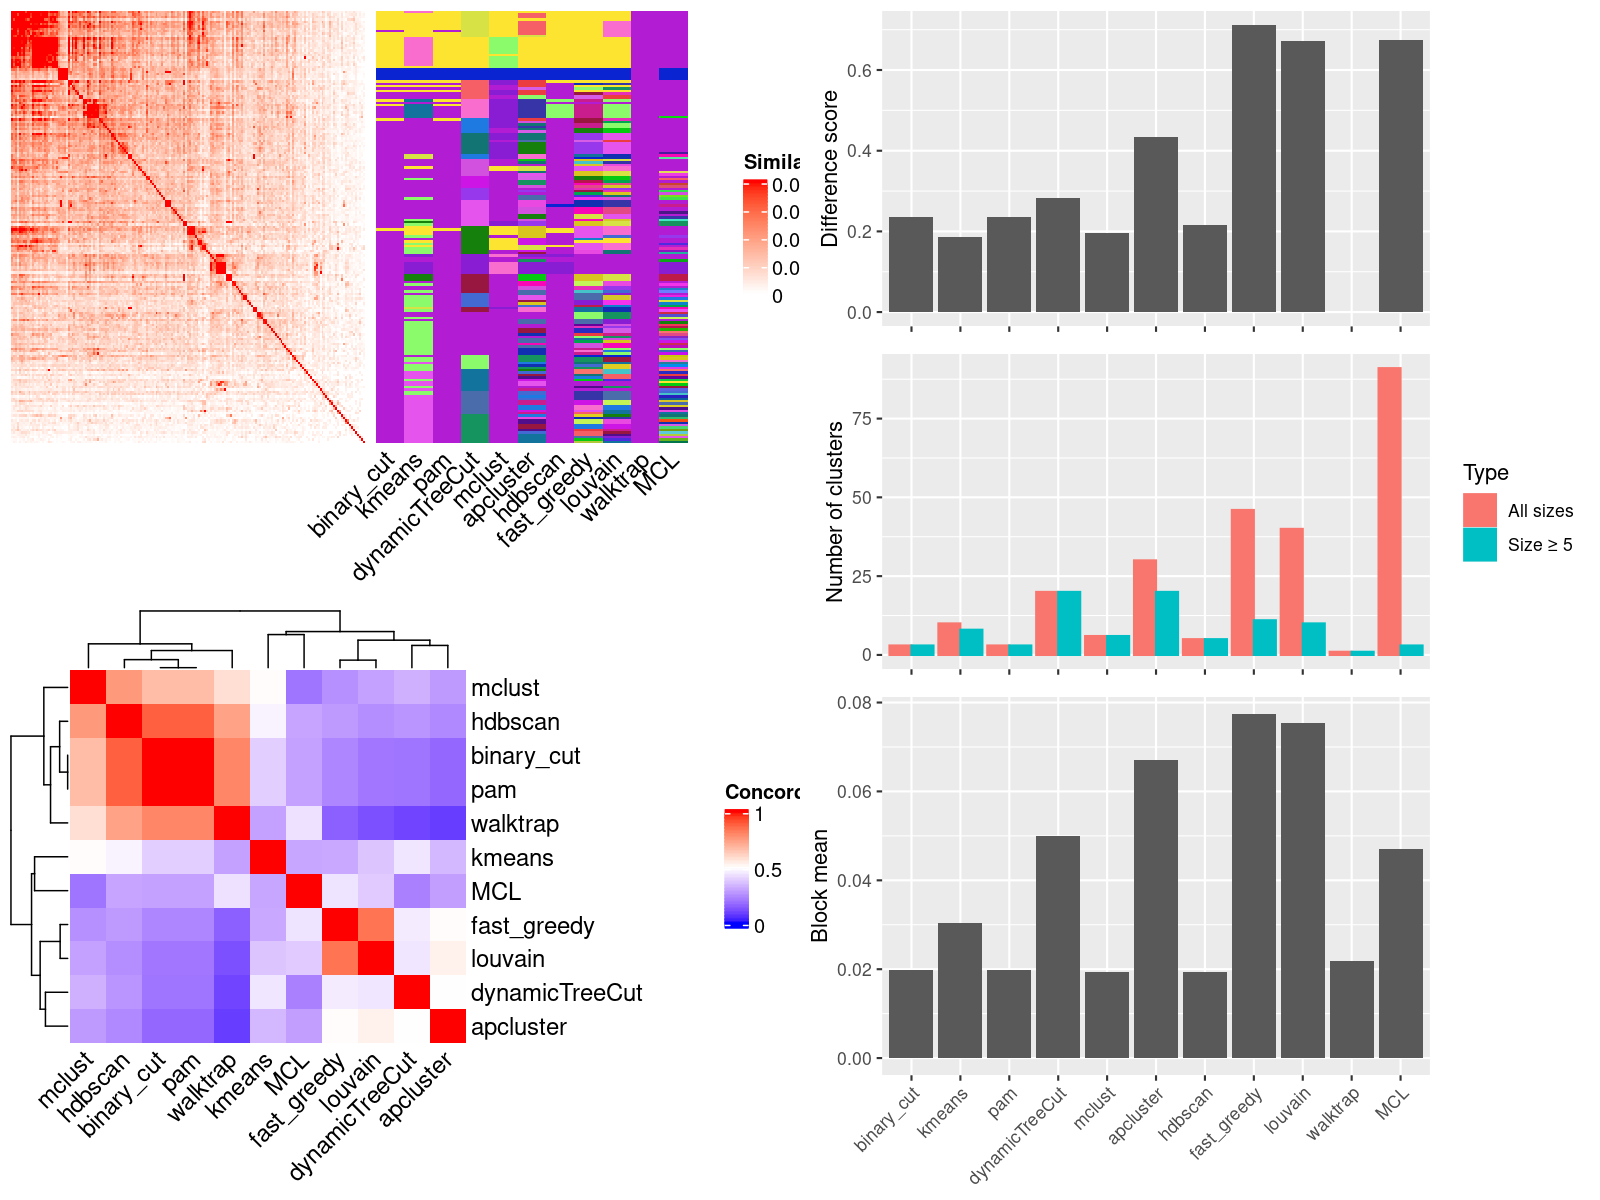 Simila
0.0
0.0
0.0
0.0
0
binary_cut
kmeans
pam
dynamicTreeCut
mclust
apcluster
hdbscan
fast_greedy
louvain
walktrap
MCL
mclust
hdbscan
binary_cut
pam
walktrap
kmeans
MCL
fast_greedy
louvain
dynamicTreeCut
apcluster
mclust
hdbscan
binary_cut
pam
walktrap
kmeans
MCL
fast_greedy
louvain
dynamicTreeCut
apcluster
Concord
1
0.5
0
Difference score
0.6
0.4
0.2
0.0
Number of clusters
75
50
25
0
Type
All sizes
Size ≥ 5
Block mean
0.08
0.06
0.04
0.02
0.00
binary_cut
kmeans
pam
dynamicTreeCut
mclust
apcluster
hdbscan
fast_greedy
louvain
walktrap
MCL